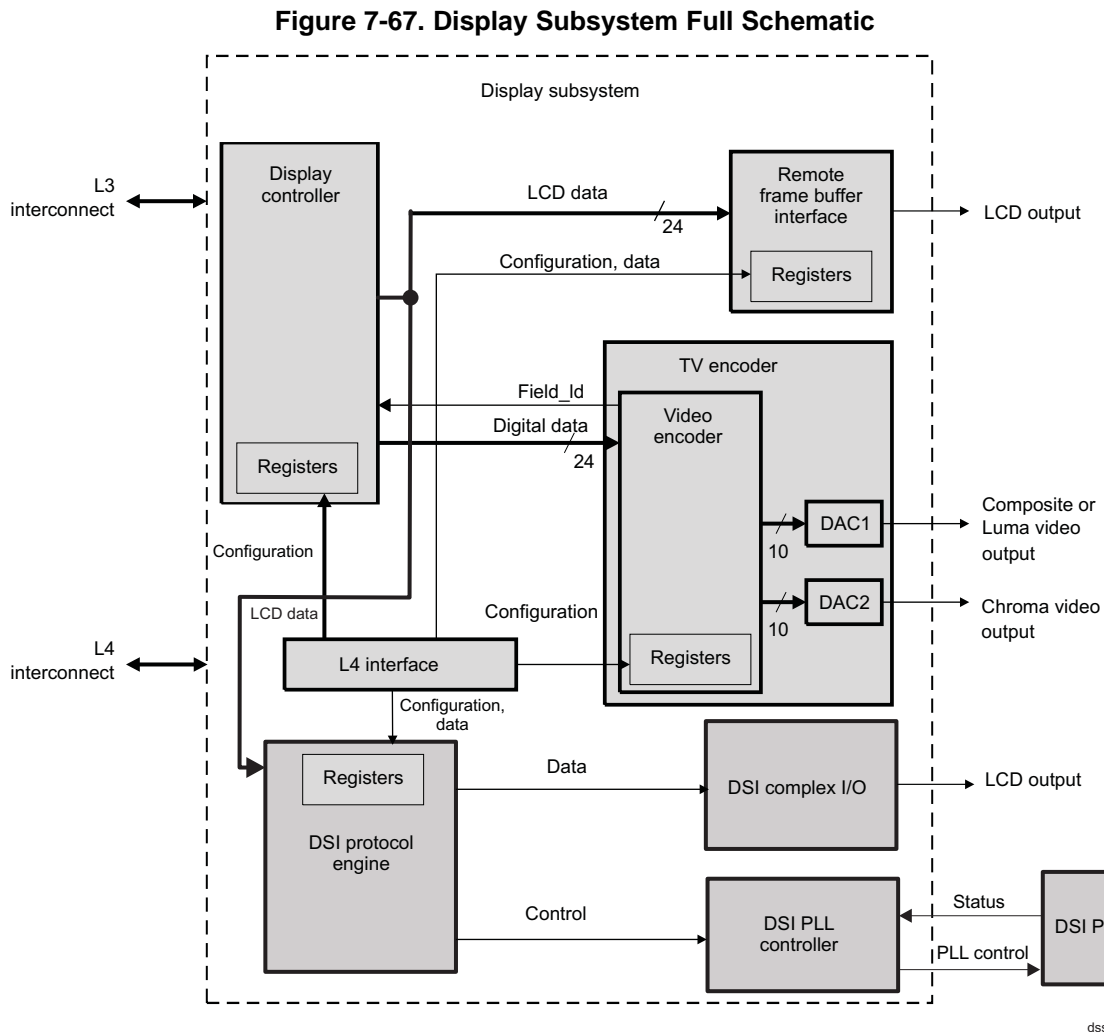 Figure 7-67. Display Subsystem Full Schematic
Display subsystem
L3
interconnect
Display
controller
Registers
LCD data
24
Remote
frame buffer
interface
Registers
LCD output
Configuration, data
TV encoder
Field_Id
Digital data
24
Video
encoder
Registers
10
DAC1
Composite or
Luma video
output
10
DAC2
Chroma video
output
Configuration
LCD data
Configuration
L4
interconnect
L4 interface
Configuration,
data
Registers
DSI protocol
engine
Data
DSI complex I/O
LCD output
Control
DSI PLL
controller
Status
PLL control
DSI P
dss